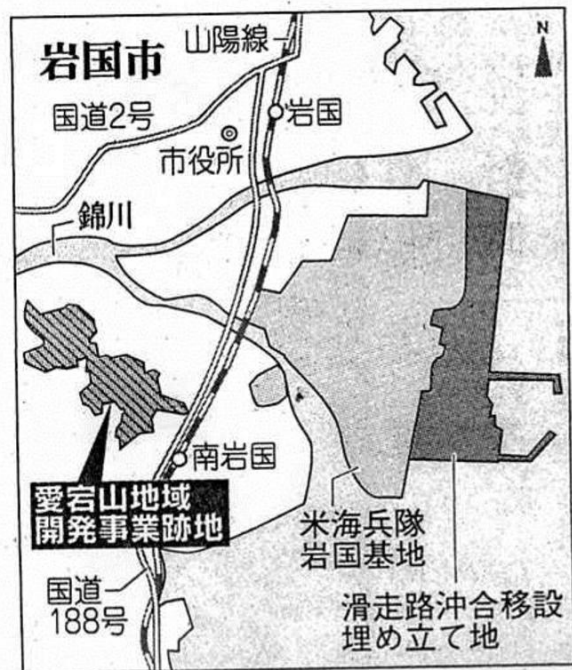 岩国市
山陽線
N
国道2号
岩国
市役所
錦川
南岩国
愛宕山地域
開発事業跡地
米海兵隊
岩国基地
国道
188号
滑走路沖合移設
埋め立て地